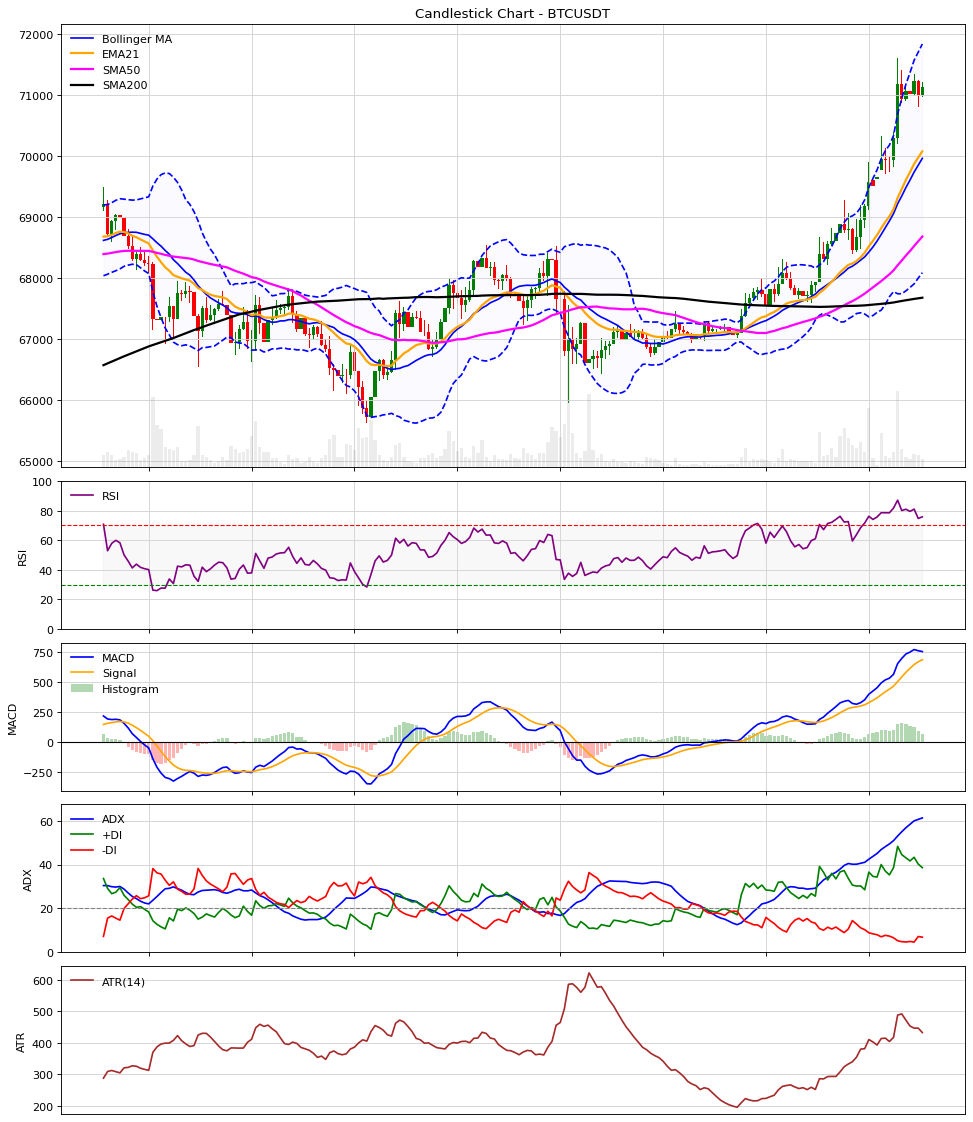 Candlestick Chart - BTCUSDT
72000
71000
70000
69000
68000
67000
66000
65000
Bollinger MA
EMA21
SMA50
SMA200
100
80
60
40
20
0
RSI
RSI
750
500
250
0
−250
MACD
MACD
Signal
Histogram
60
40
20
0
ADX
ADX
+DI
-DI
600
500
400
300
200
ATR
ATR(14)